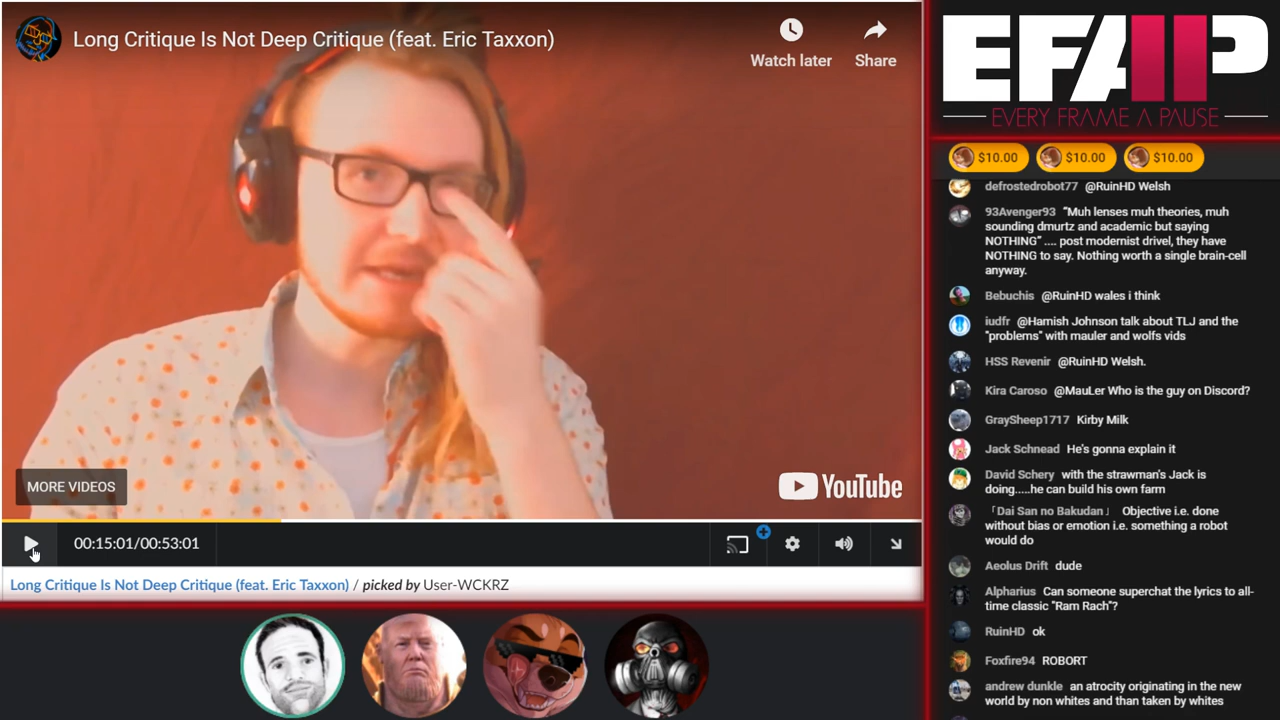 Long Critique Is Not Deep Critique (feat. Eric Taxxon)
Watch later
Share
MORE VIDEOS
YouTube
00:15:01/00:53:01
Long Critique Is Not Deep Critique (feat. Eric Taxxon) / picked by User-WCKRZ
EFAP
EVERY FRAME A PAUSE
$10.00 $10.00 $10.00
defrostedrobot77 @RuinHD Welsh
93Avenger93 "Muh lenses muh theories, muh
sounding dmurtz and academic but saying
NOTHING" .... post modernist drivel, they have
NOTHING to say. Nothing worth a single brain-cell
anyway.
Bebuchis @RuinHD wales i think
iudfr @Hamish Johnson talk about TLJ and the
"problems" with mauler and wolfs vids
HSS Revenir @RuinHD Welsh.
Kira Caroso @MauLer Who is the guy on Discord?
GraySheep1717 Kirby Milk
Jack Schnead He's gonna explain it
David Schery with the strawman's Jack is
doing.....he can build his own farm
「Dai San no Bakudan」 Objective i.e. done
without bias or emotion i.e. something a robot
would do
Aeolus Drift dude
Alpharius Can someone superchat the lyrics to all-
time classic "Ram Rach"?
RuinHD ok
Foxfire94 ROBORT
andrew dunkle an atrocity originating in the new
world by non whites and than taken by whites